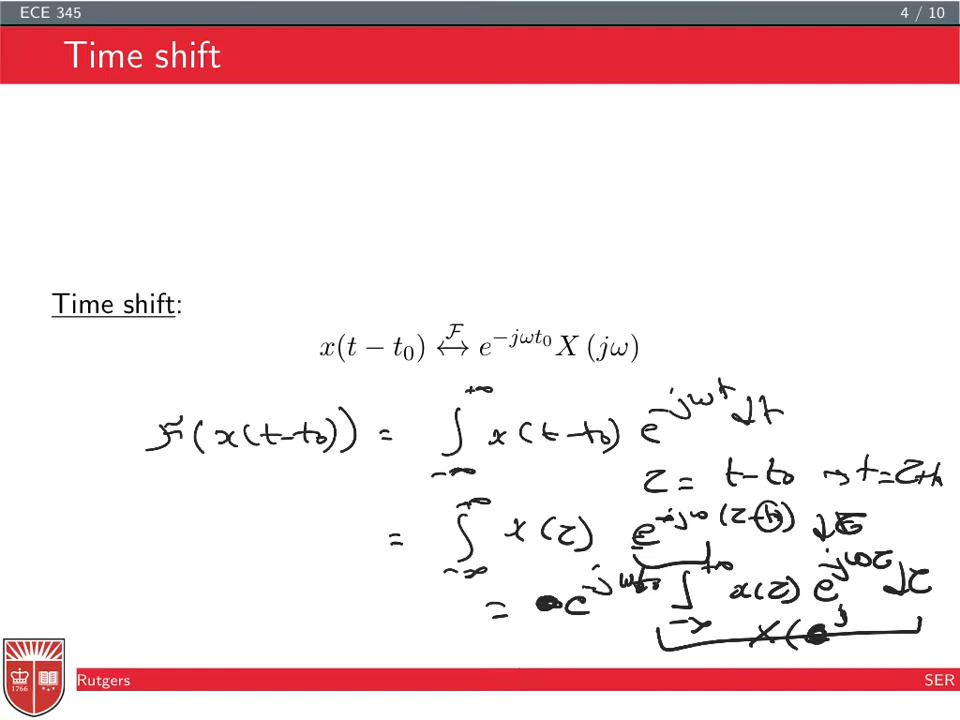 ECE 345 4 / 10
Time shift
Time shift:
x(t − t₀) ↔ᶠ e^{−jωt₀} X (jω)
ℱ(x(t−t₀)) = ∫_{−∞}^{+∞} x(t−t₀) e^{−jωt} dt
τ = t−t₀ → t=τ+t₀
= ∫_{−∞}^{+∞} x(τ) e^{−jω(τ+t₀)} dτ
= e^{−jωt₀} ∫_{−∞}^{+∞} x(τ) e^{−jωτ} dτ
X(e^j
1766
Rutgers SER